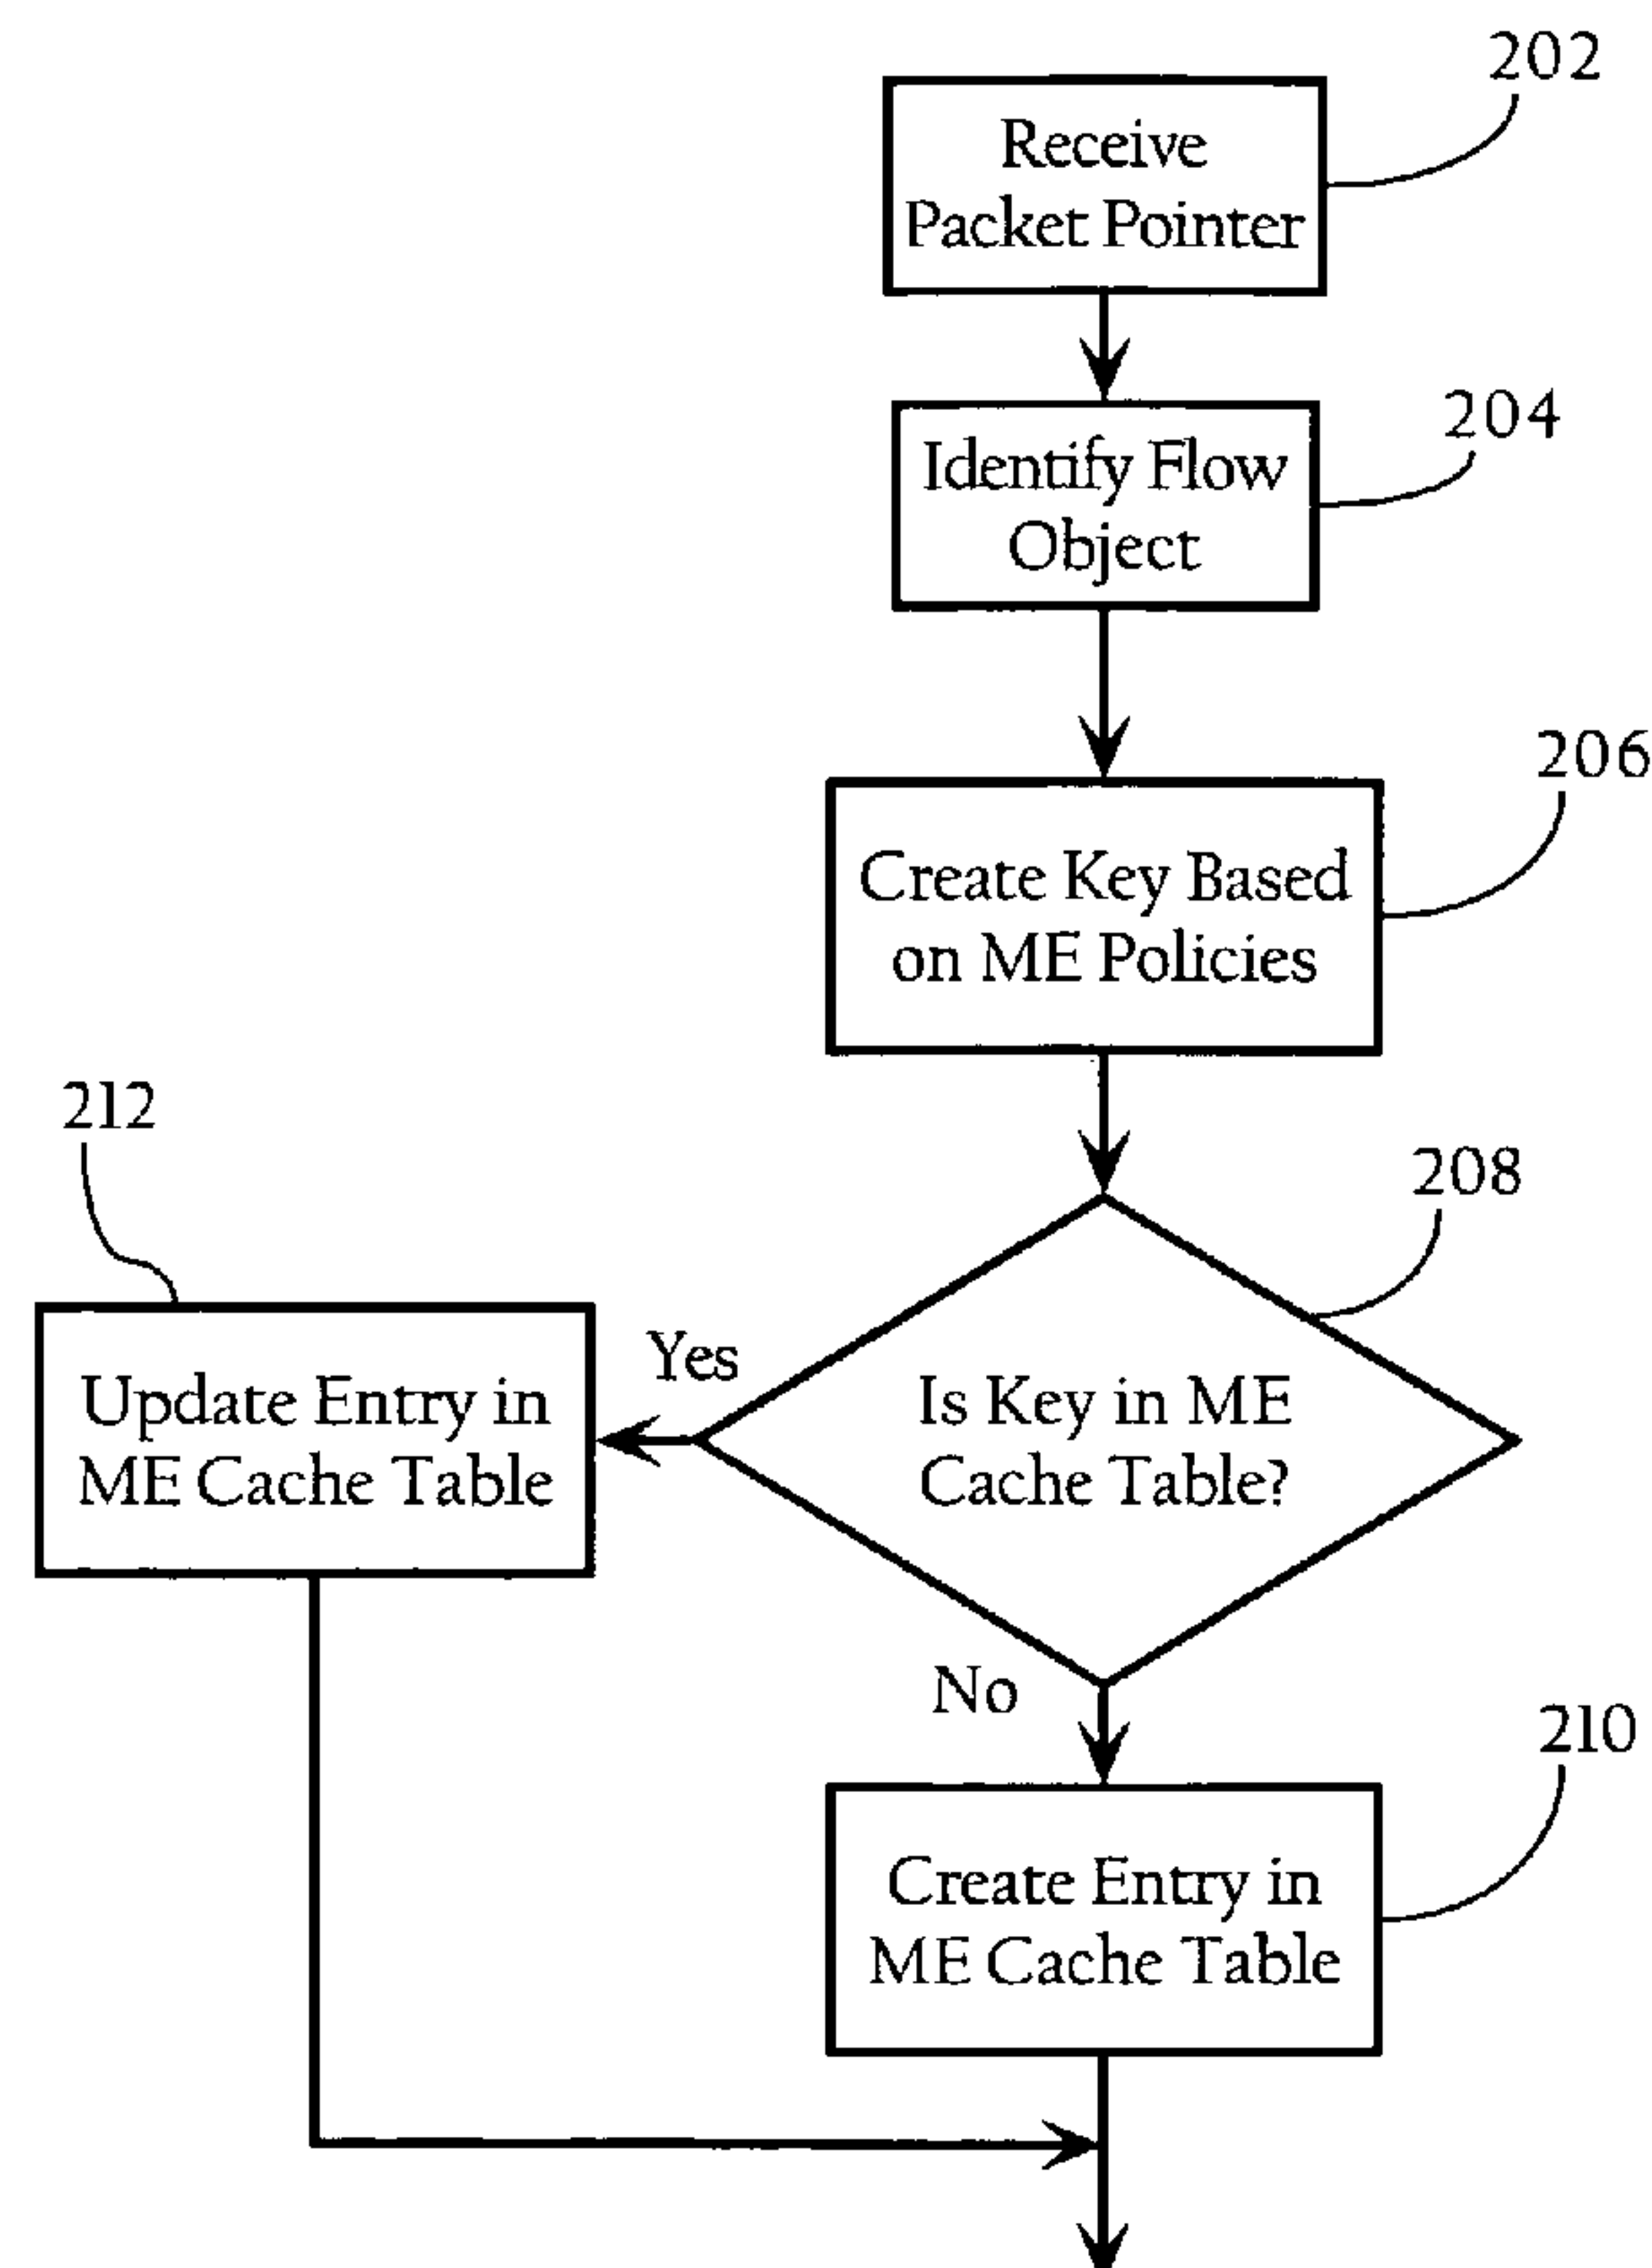 202
Receive
Packet Pointer
204
Identify Flow
Object
206
Create Key Based
on ME Policies
212
208
Update Entry in
ME Cache Table
Yes
Is Key in ME
Cache Table?
No
210
Create Entry in
ME Cache Table